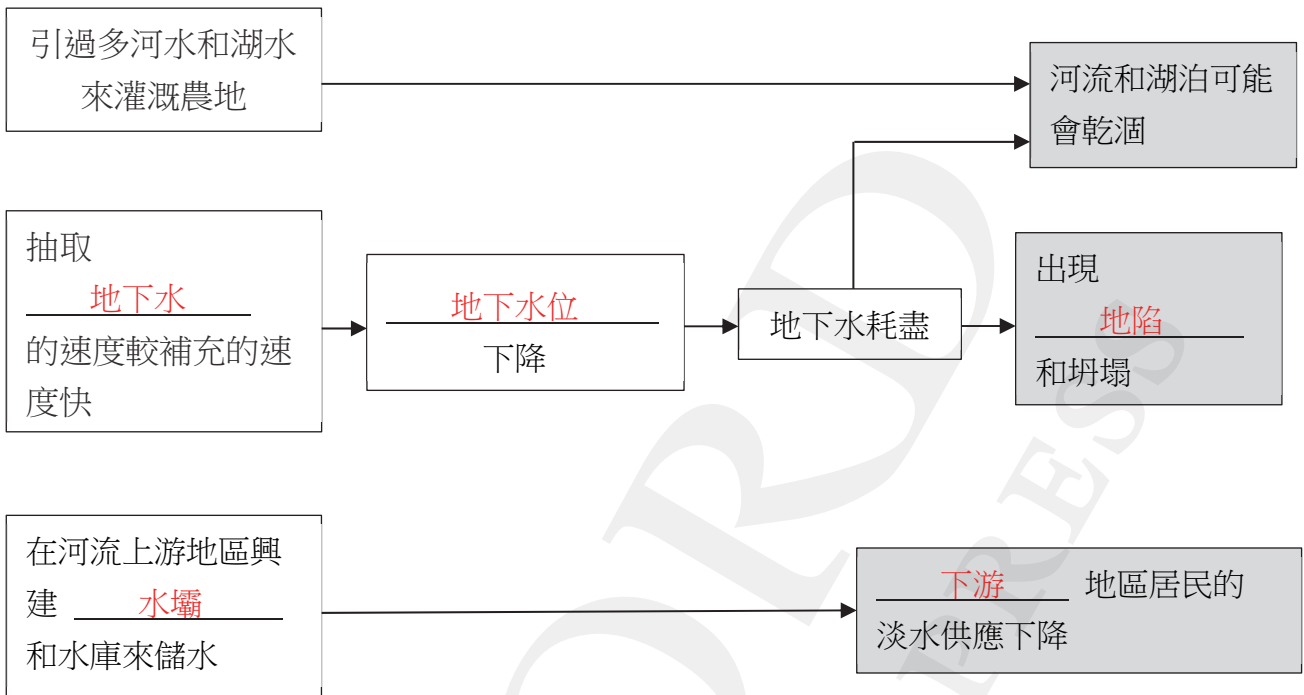 引過多河水和湖水
來灌溉農地
河流和湖泊可能
會乾涸
抽取
地下水
的速度較補充的速
度快
地下水位
下降
地下水耗盡
出現
地陷
和坍塌
在河流上游地區興
建 水壩
和水庫來儲水
下游 地區居民的
淡水供應下降
ORD
PRESS